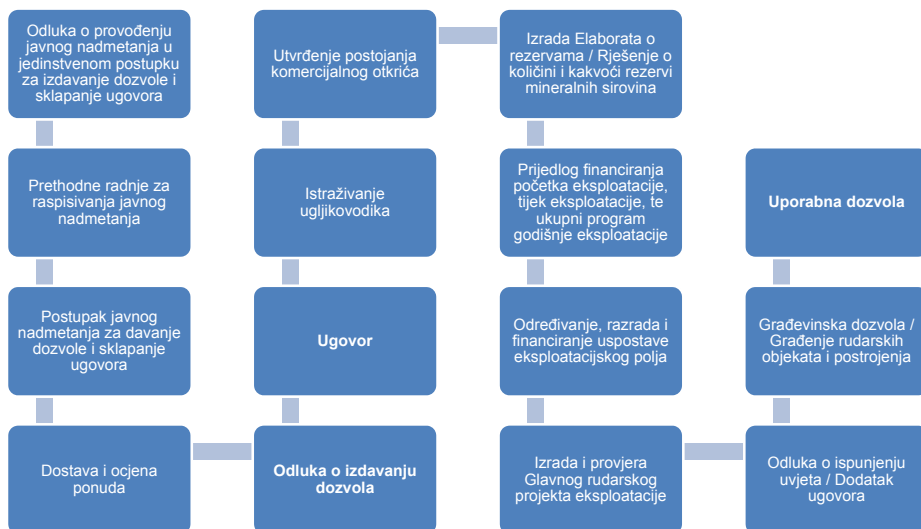 Odluka o provođenju
javnog nadmetanja u
jedinstvenom postupku
za izdavanje dozvole i
sklapanje ugovora
Prethodne radnje za
raspisivanja javnog
nadmetanja
Postupak javnog
nadmetanja za davanje
dozvole i sklapanje
ugovora
Dostava i ocjena
ponuda
Odluka o izdavanju
dozvola
Ugovor
Istraživanje
ugljikovodika
Utvrđenje postojanja
komercijalnog otkrića
Izrada Elaborata o
rezervama / Rješenje o
količini i kakvoći rezervi
mineralnih sirovina
Prijedlog financiranja
početka eksploatacije,
tijek eksploatacije, te
ukupni program
godišnje eksploatacije
Određivanje, razrada i
financiranje uspostave
eksploatacijskog polja
Izrada i provjera
Glavnog rudarskog
projekta eksploatacije
Odluka o ispunjenju
uvjeta / Dodatak
ugovora
Građevinska dozvola /
Građenje rudarskih
objekata i postrojenja
Uporabna dozvola